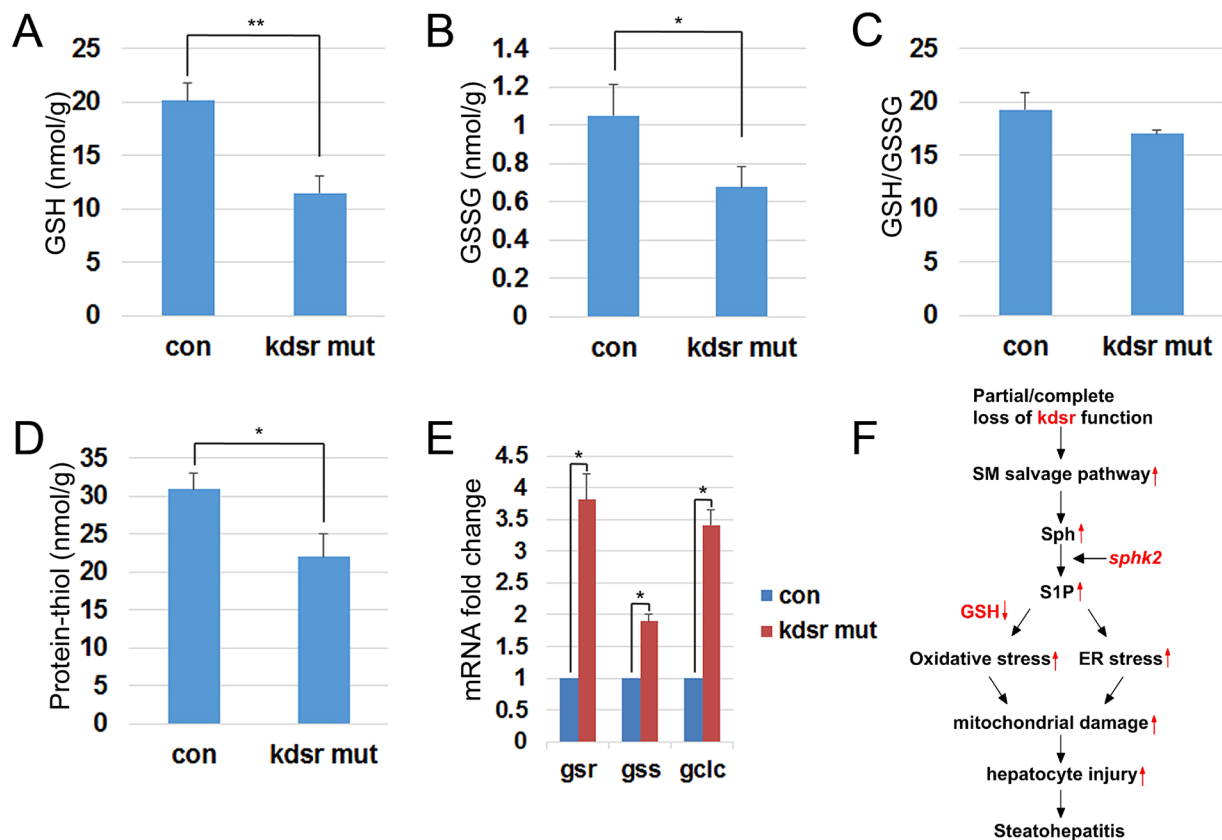 A
**
GSH (nmol/g)
25
20
15
10
5
0
con
kdsr mut
B
*
GSSG (nmol/g)
1.4
1.2
1
0.8
0.6
0.4
0.2
0
con
kdsr mut
C
GSH/GSSG
25
20
15
10
5
0
con
kdsr mut
D
*
Protein-thiol (nmol/g)
35
30
25
20
15
10
5
0
con
kdsr mut
E
mRNA fold change
4.5
4
3.5
3
2.5
2
1.5
1
0.5
0
*
*
*
gsr
gss
gclc
con
kdsr mut
F
Partial/complete
loss of kdsr function
SM salvage pathway↑
Sph↑
sphk2
S1P↑
GSH↓
Oxidative stress↑
ER stress↑
mitochondrial damage↑
hepatocyte injury↑
Steatohepatitis